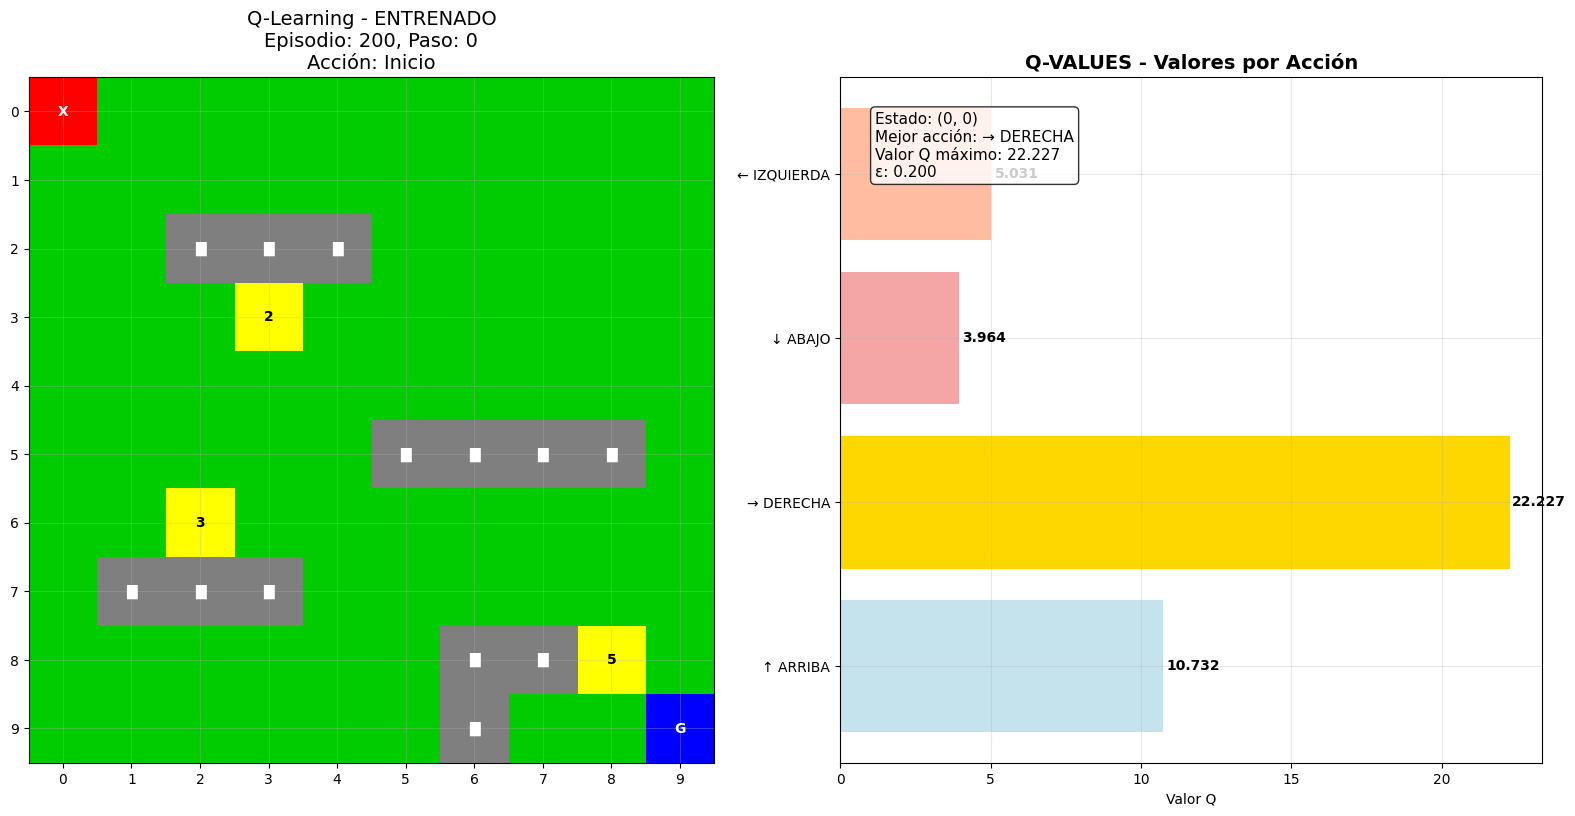 Q-Learning - ENTRENADO
Episodio: 200, Paso: 0
Acción: Inicio
X
2
3
5
G
0
1
2
3
4
5
6
7
8
9
0 1 2 3 4 5 6 7 8 9
Q-VALUES - Valores por Acción
Estado: (0, 0)
Mejor acción: → DERECHA
Valor Q máximo: 22.227
ε: 0.200
← IZQUIERDA
5.031
↓ ABAJO
3.964
→ DERECHA
22.227
↑ ARRIBA
10.732
0 5 10 15 20
Valor Q